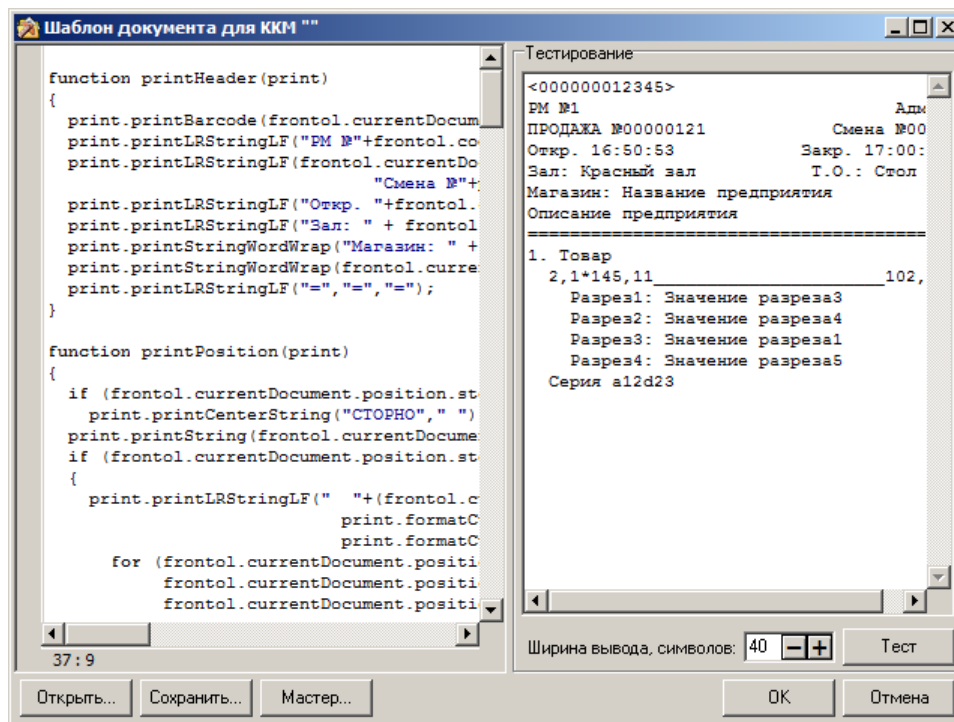 Шаблон документа для ККМ ""
function printHeader(print)
{
print.printBarcode(frontol.currentDocum
print.printLRStringLF("РМ №"+frontol.co
print.printLRStringLF(frontol.currentDo
"Смена №"+
print.printLRStringLF("Откр. "+frontol.
print.printLRStringLF("Зал: " + frontol
print.printStringWordWrap("Магазин: " +
print.printStringWordWrap(frontol.curre
print.printLRStringLF("=","=","=");
}
function printPosition(print)
{
if (frontol.currentDocument.position.sto
print.printCenterString("СТОРНО"," ")
print.printString(frontol.currentDocume
if (frontol.currentDocument.position.sto
{
print.printLRStringLF("  "+(frontol.c
print.formatC
print.formatC
for (frontol.currentDocument.positi
frontol.currentDocument.positi
frontol.currentDocument.positi
37:9
Открыть... Сохранить... Мастер...
Тестирование
<000000012345>
РМ №1 Адм
ПРОДАЖА №00000121 Смена №00
Откр. 16:50:53 Закр. 17:00:
Зал: Красный зал Т.О.: Стол
Магазин: Название предприятия
Описание предприятия
======================================
1. Товар
2,1*145,11______________________102,
Разрез1: Значение разреза3
Разрез2: Значение разреза4
Разрез3: Значение разреза1
Разрез4: Значение разреза5
Серия a12d23
Ширина вывода, символов: 40 Тест
OK Отмена